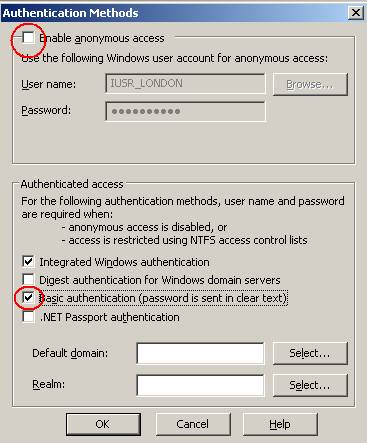 Authentication Methods
Enable anonymous access
Use the following Windows user account for anonymous access:
User name: IUSR_LONDON Browse...
Password: ●●●●●●●●●●
Authenticated access
For the following authentication methods, user name and password
are required when:
- anonymous access is disabled, or
- access is restricted using NTFS access control lists
Integrated Windows authentication
Digest authentication for Windows domain servers
Basic authentication (password is sent in clear text)
.NET Passport authentication
Default domain: Select...
Realm: Select...
OK Cancel Help